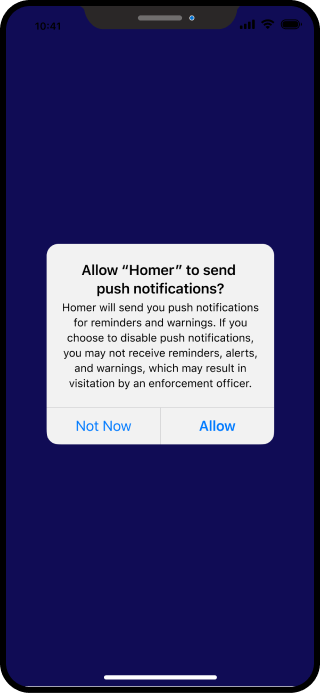 10:41
Allow “Homer” to send
push notifications?
Homer will send you push notifications
for reminders and warnings. If you
choose to disable push notifications,
you may not receive reminders, alerts,
and warnings, which may result in
visitation by an enforcement officer.
Not Now Allow